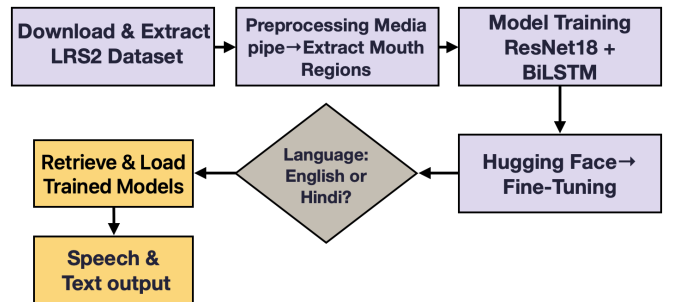 Download & Extract
LRS2 Dataset
Preprocessing Media
pipe→Extract Mouth
Regions
Model Training
ResNet18 +
BiLSTM
Hugging Face→
Fine-Tuning
Language:
English or
Hindi?
Retrieve & Load
Trained Models
Speech &
Text output